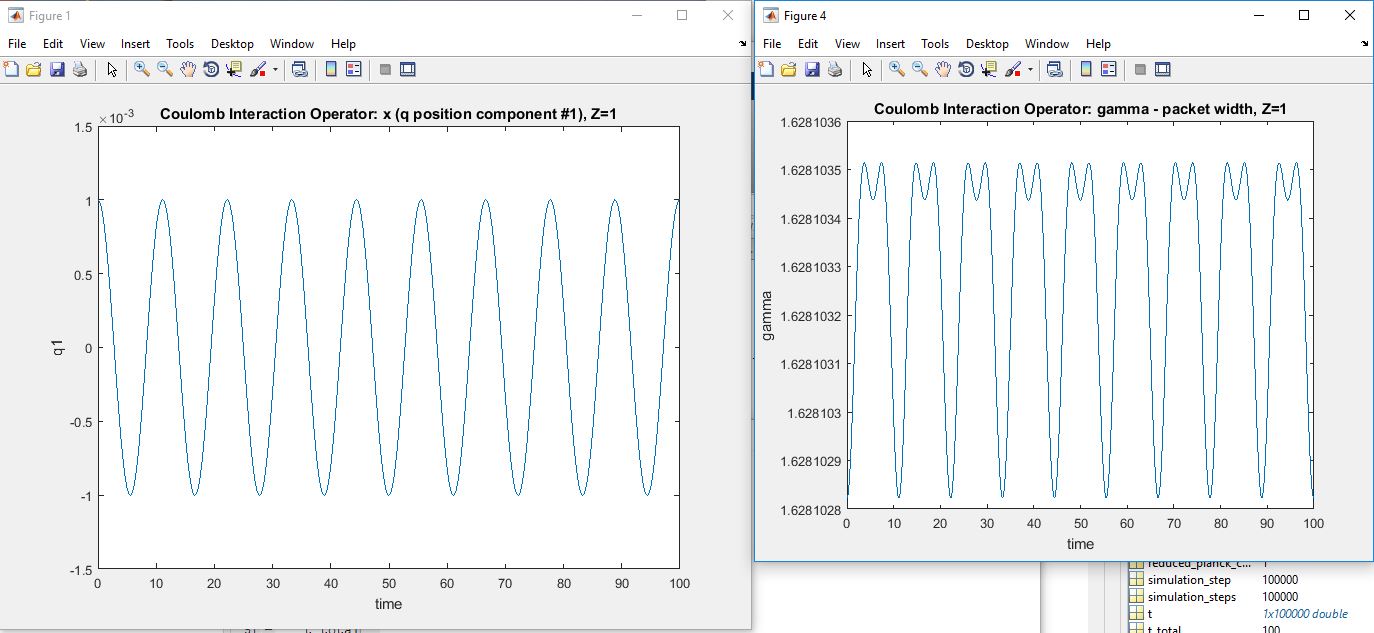 Figure 1
File Edit View Insert Tools Desktop Window Help
Coulomb Interaction Operator: x (q position component #1), Z=1
×10-3
1.5
1
0.5
0
-0.5
-1
-1.5
q1
0 10 20 30 40 50 60 70 80 90 100
time
Figure 4
File Edit View Insert Tools Desktop Window Help
Coulomb Interaction Operator: gamma - packet width, Z=1
1.6281036
1.6281035
1.6281034
1.6281033
1.6281032
1.6281031
1.628103
1.6281029
1.6281028
gamma
0 10 20 30 40 50 60 70 80 90 100
time
reduced_planck_c... 1
simulation_step 100000
simulation_steps 100000
t 1x100000 double
t_total 100